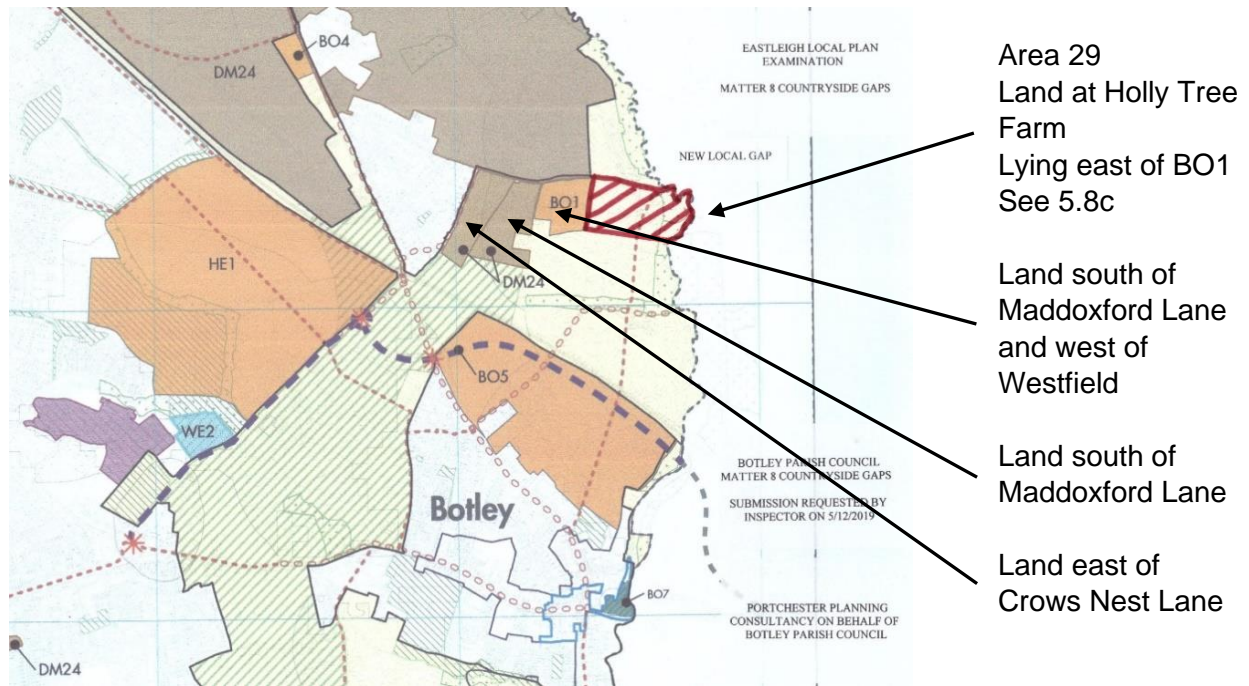 BO4
DM24
EASTLEIGH LOCAL PLAN
EXAMINATION
MATTER 8 COUNTRYSIDE GAPS
NEW LOCAL GAP
BO1
HE1
DM24
BO5
WE2
BOTLEY PARISH COUNCIL
MATTER 8 COUNTRYSIDE GAPS
SUBMISSION REQUESTED BY
INSPECTOR ON 5/12/2019
Botley
BO7
PORTCHESTER PLANNING
CONSULTANCY ON BEHALF OF
BOTLEY PARISH COUNCIL
DM24
Area 29
Land at Holly Tree
Farm
Lying east of BO1
See 5.8c
Land south of
Maddoxford Lane
and west of
Westfield
Land south of
Maddoxford Lane
Land east of
Crows Nest Lane